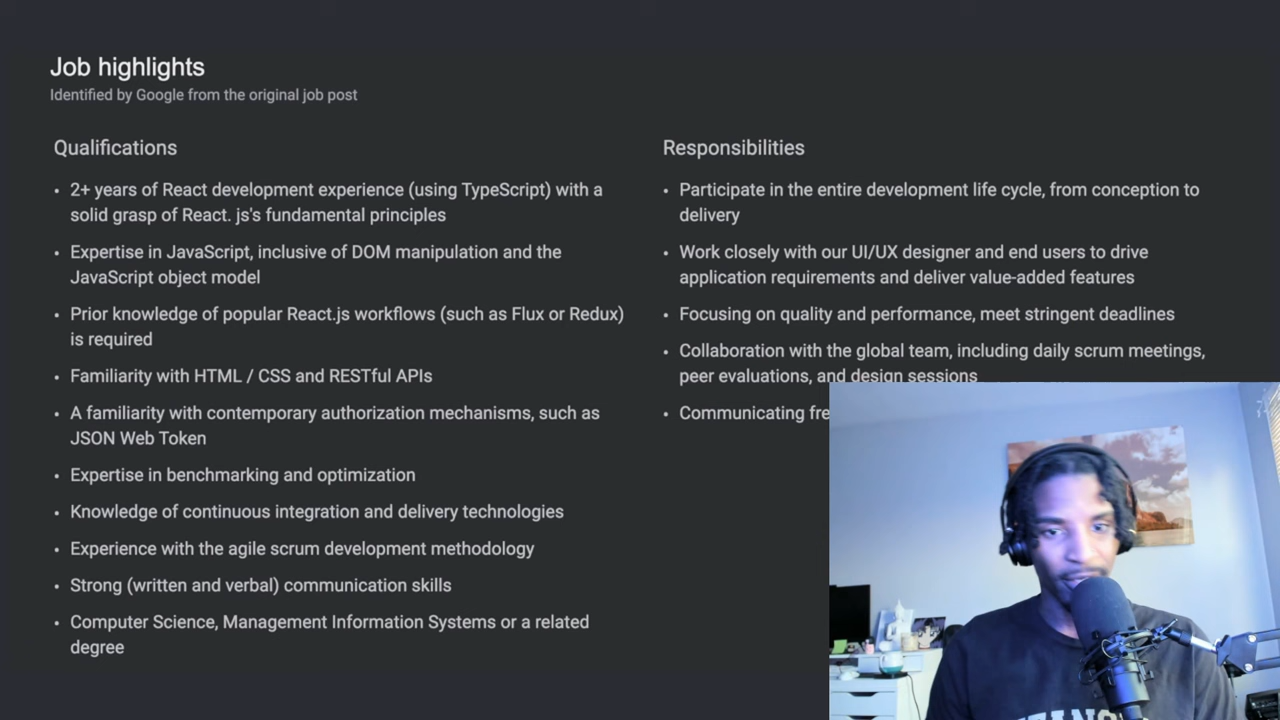 Job highlights
Identified by Google from the original job post
Qualifications
• 2+ years of React development experience (using TypeScript) with a
solid grasp of React. js's fundamental principles
• Expertise in JavaScript, inclusive of DOM manipulation and the
JavaScript object model
• Prior knowledge of popular React.js workflows (such as Flux or Redux)
is required
• Familiarity with HTML / CSS and RESTful APIs
• A familiarity with contemporary authorization mechanisms, such as
JSON Web Token
• Expertise in benchmarking and optimization
• Knowledge of continuous integration and delivery technologies
• Experience with the agile scrum development methodology
• Strong (written and verbal) communication skills
• Computer Science, Management Information Systems or a related
degree
Responsibilities
• Participate in the entire development life cycle, from conception to
delivery
• Work closely with our UI/UX designer and end users to drive
application requirements and deliver value-added features
• Focusing on quality and performance, meet stringent deadlines
• Collaboration with the global team, including daily scrum meetings,
peer evaluations, and design sessions
• Communicating